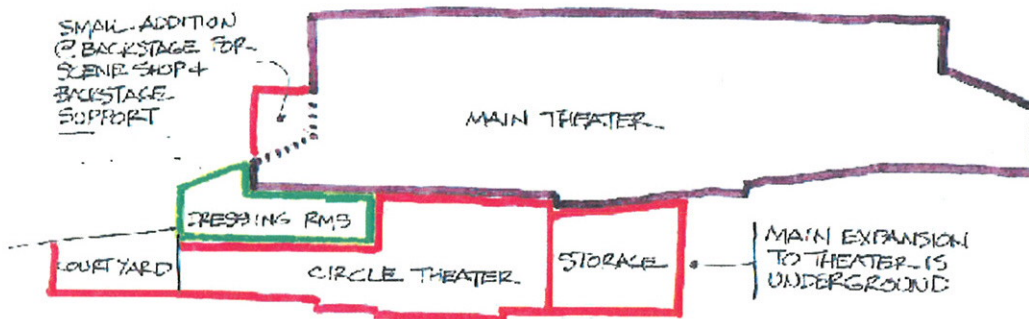 SMALL ADDITION
@ BACKSTAGE FOR
SCENE SHOP &
BACKSTAGE
SUPPORT
MAIN THEATER
DRESSING RMS
COURTYARD
CIRCLE THEATER
STORAGE
MAIN EXPANSION
TO THEATER IS
UNDERGROUND